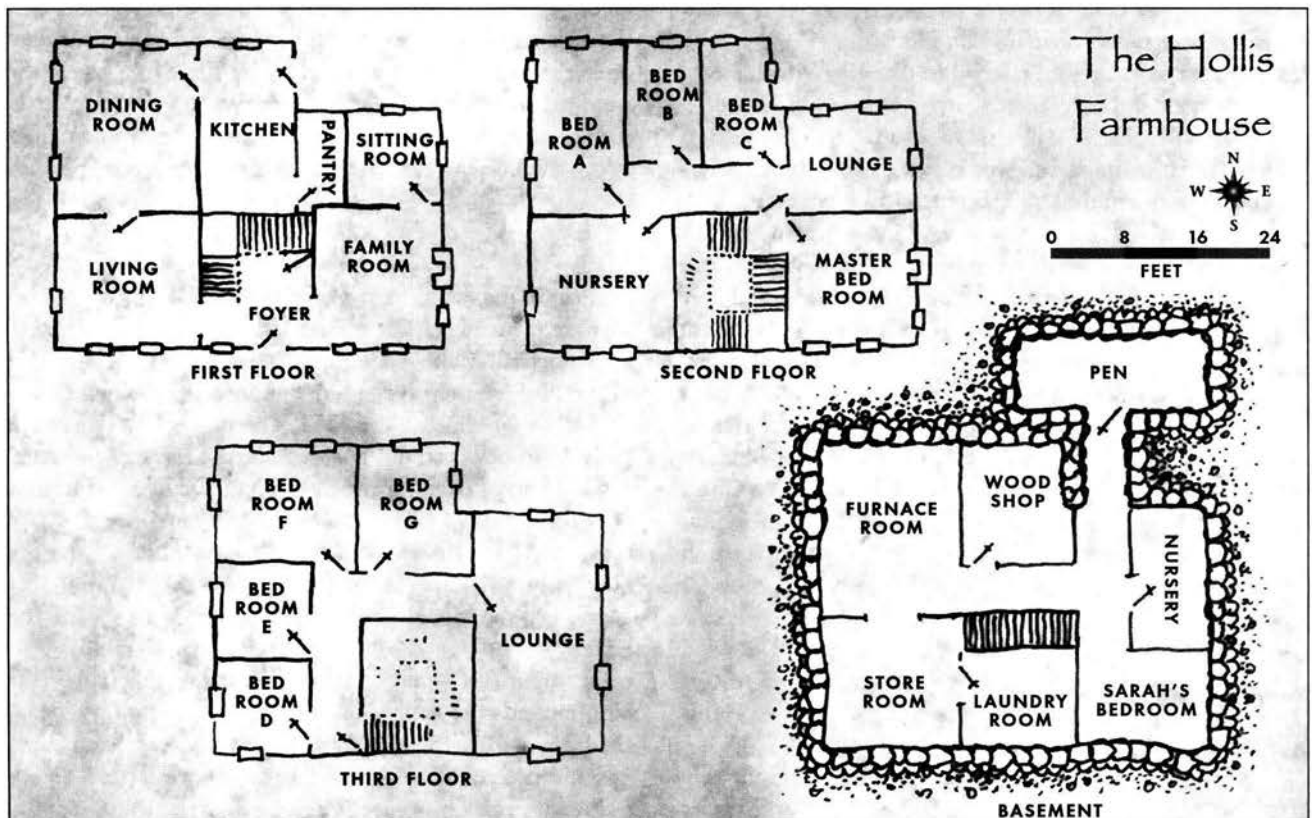 The Hollis
Farmhouse
N
W E
S
0 8 16 24
FEET
DINING
ROOM
KITCHEN
PANTRY
SITTING
ROOM
LIVING
ROOM
FOYER
FAMILY
ROOM
FIRST FLOOR
BED
ROOM
A
BED
ROOM
B
BED
ROOM
C
LOUNGE
NURSERY
MASTER
BED
ROOM
SECOND FLOOR
BED
ROOM
F
BED
ROOM
G
BED
ROOM
E
BED
ROOM
D
LOUNGE
THIRD FLOOR
PEN
FURNACE
ROOM
WOOD
SHOP
NURSERY
STORE
ROOM
LAUNDRY
ROOM
SARAH'S
BEDROOM
BASEMENT